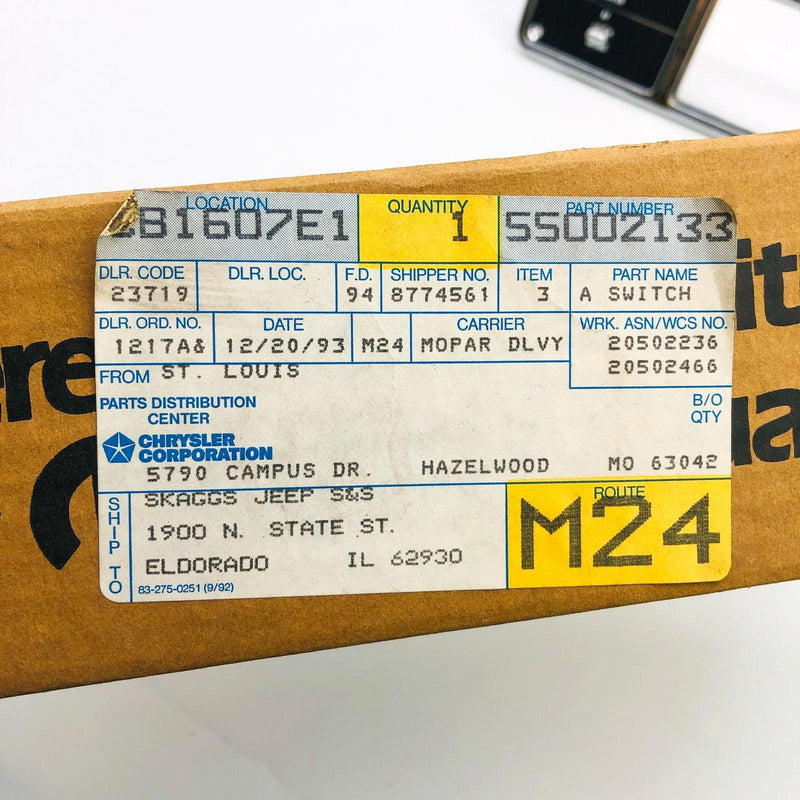 LOCATION QUANTITY PART NUMBER
B1607E1 1 55002133
DLR. CODE DLR. LOC. F.D. SHIPPER NO. ITEM PART NAME
23719 94 8774561 3 A SWITCH
DLR. ORD. NO. DATE CARRIER WRK. ASN/WCS NO.
1217A& 12/20/93 M24 MOPAR DLVY 20502236
20502466
FROM ST. LOUIS
PARTS DISTRIBUTION CENTER
B/O QTY
CHRYSLER CORPORATION
5790 CAMPUS DR. HAZELWOOD MO 63042
SHIP TO
SKAGGS JEEP S&S
1900 N. STATE ST.
ELDORADO IL 62930
ROUTE
M24
83-275-0251 (9/92)